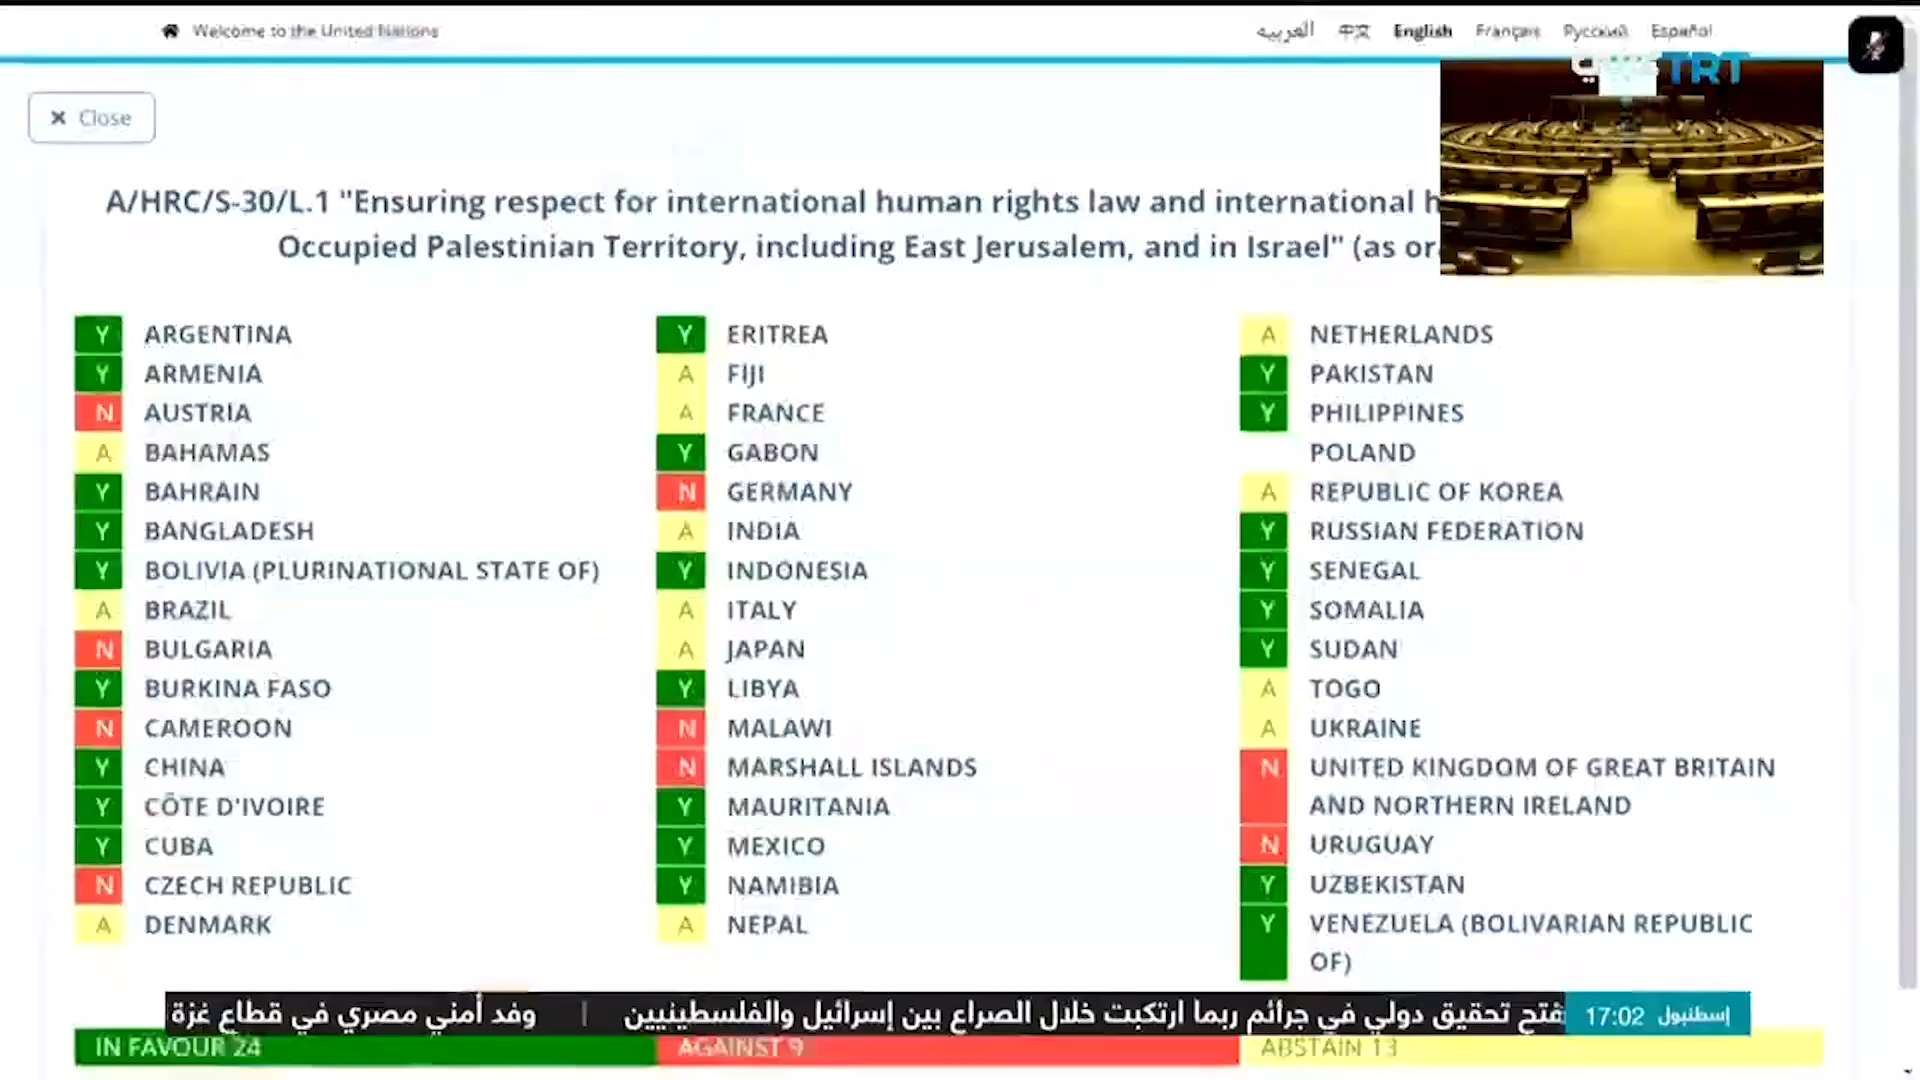 Welcome to the United Nations
العربية 中文 English Français Русский Español
TRT عربي
× Close
A/HRC/S-30/L.1 "Ensuring respect for international human rights law and international h
Occupied Palestinian Territory, including East Jerusalem, and in Israel" (as or
Y ARGENTINA
Y ARMENIA
N AUSTRIA
A BAHAMAS
Y BAHRAIN
Y BANGLADESH
Y BOLIVIA (PLURINATIONAL STATE OF)
A BRAZIL
N BULGARIA
Y BURKINA FASO
N CAMEROON
Y CHINA
Y CÔTE D'IVOIRE
Y CUBA
N CZECH REPUBLIC
A DENMARK
Y ERITREA
A FIJI
A FRANCE
Y GABON
N GERMANY
A INDIA
Y INDONESIA
A ITALY
A JAPAN
Y LIBYA
N MALAWI
N MARSHALL ISLANDS
Y MAURITANIA
Y MEXICO
Y NAMIBIA
A NEPAL
A NETHERLANDS
Y PAKISTAN
Y PHILIPPINES
POLAND
A REPUBLIC OF KOREA
Y RUSSIAN FEDERATION
Y SENEGAL
Y SOMALIA
Y SUDAN
A TOGO
A UKRAINE
N UNITED KINGDOM OF GREAT BRITAIN
AND NORTHERN IRELAND
N URUGUAY
Y UZBEKISTAN
Y VENEZUELA (BOLIVARIAN REPUBLIC
OF)
إسطنبول 17:02
فتح تحقيق دولي في جرائم ربما ارتكبت خلال الصراع بين إسرائيل والفلسطينيين | وفد أمني مصري في قطاع غزة
IN FAVOUR 24 AGAINST 9 ABSTAIN 13